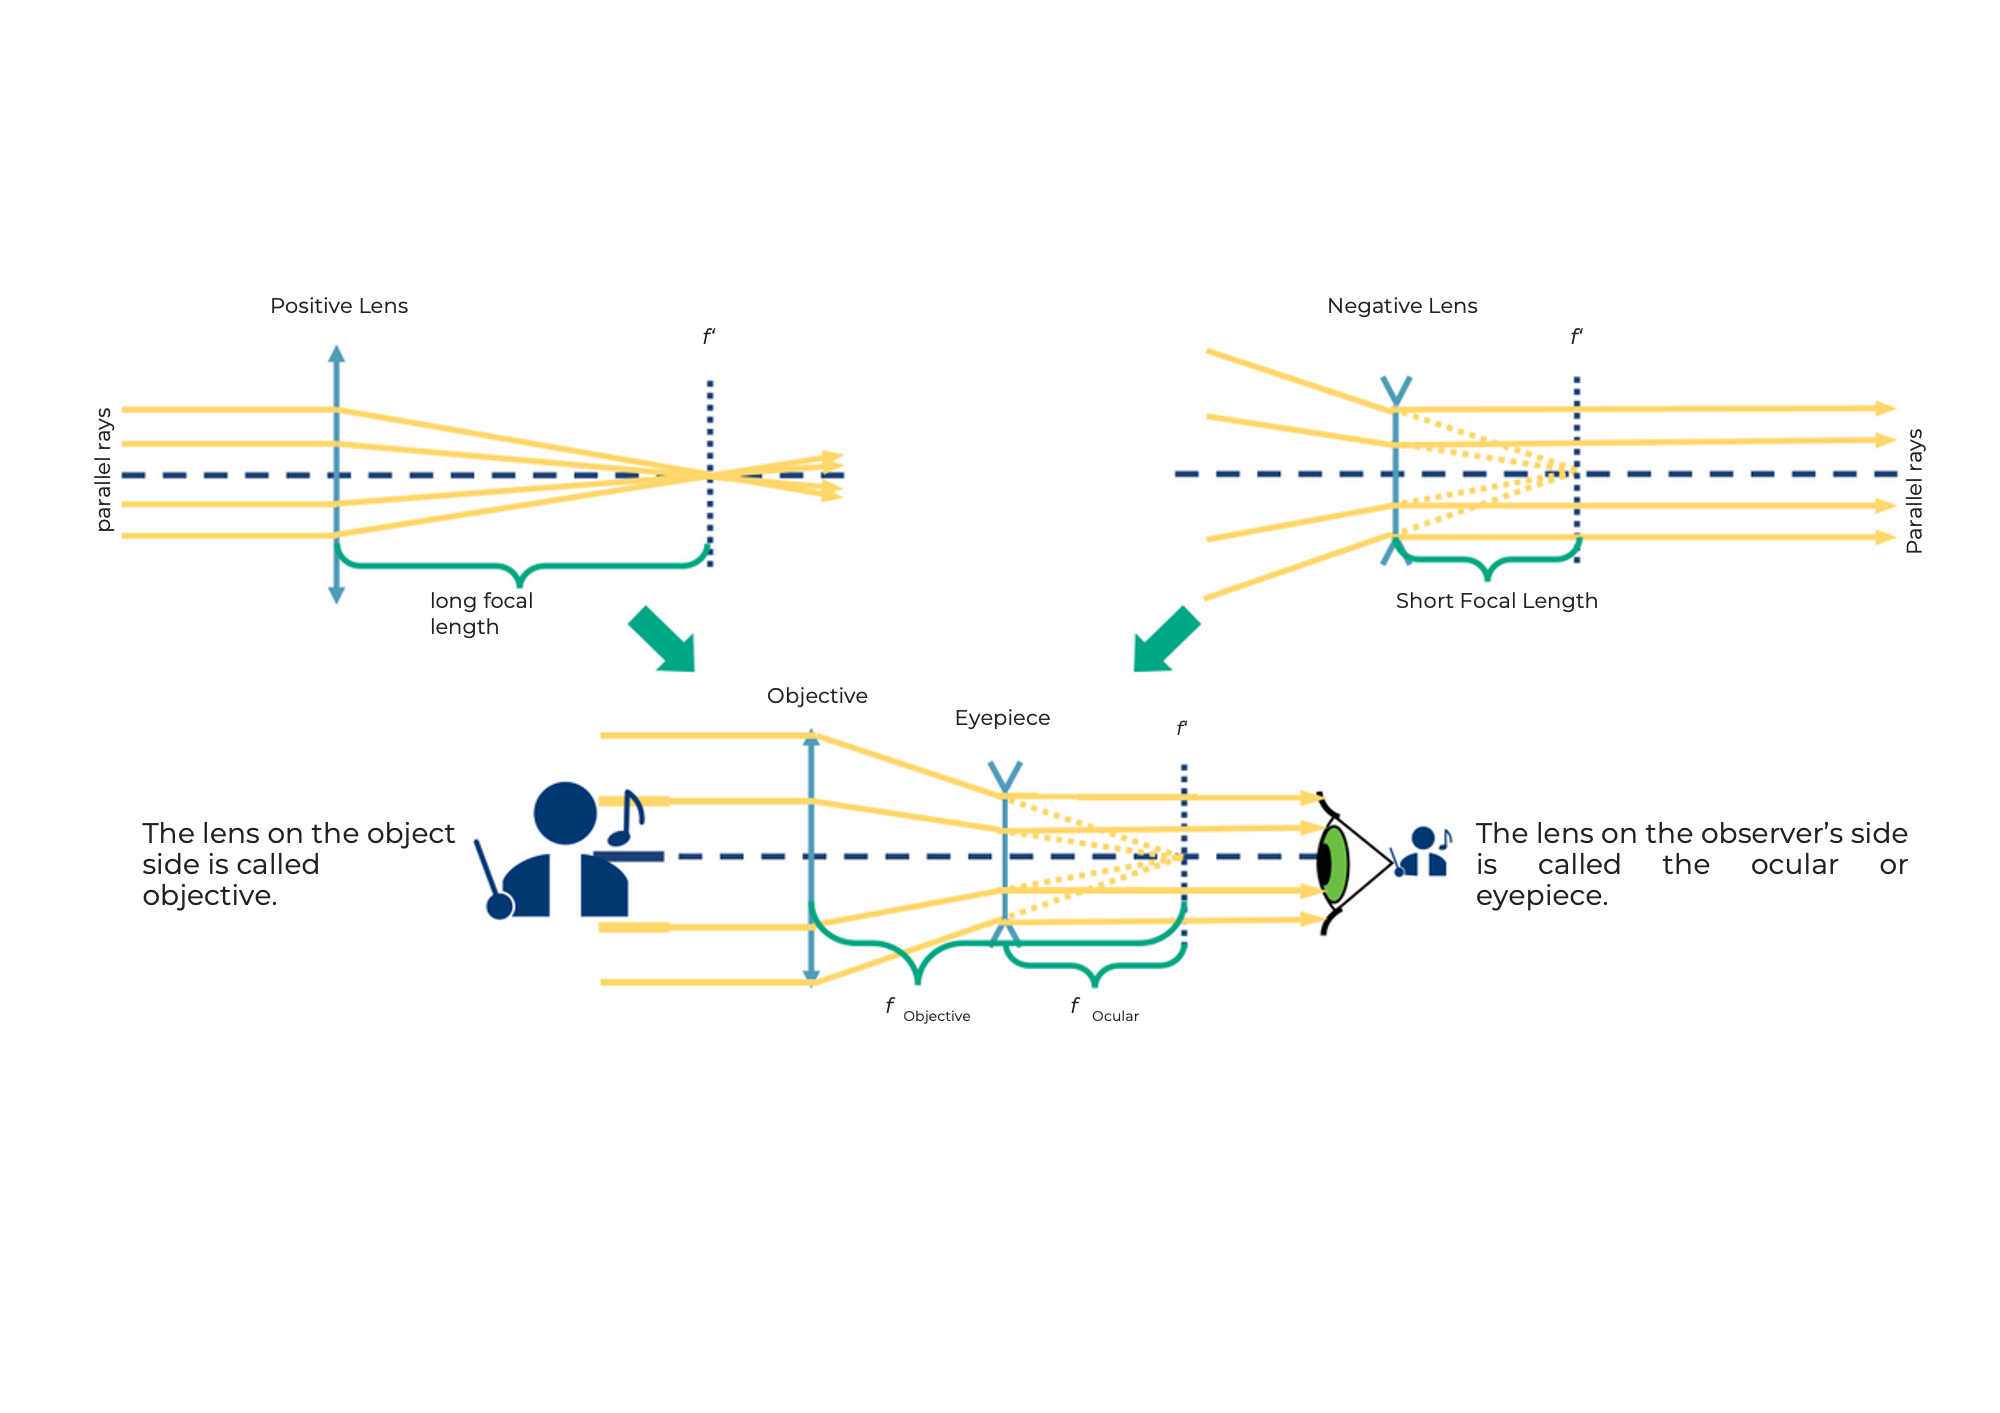 Positive Lens
f‘
parallel rays
long focal
length
Negative Lens
f‘
Parallel rays
Short Focal Length
Objective
Eyepiece
f‘
The lens on the object
side is called
objective.
The lens on the observer’s side
is called the ocular or
eyepiece.
f Objective
f Ocular